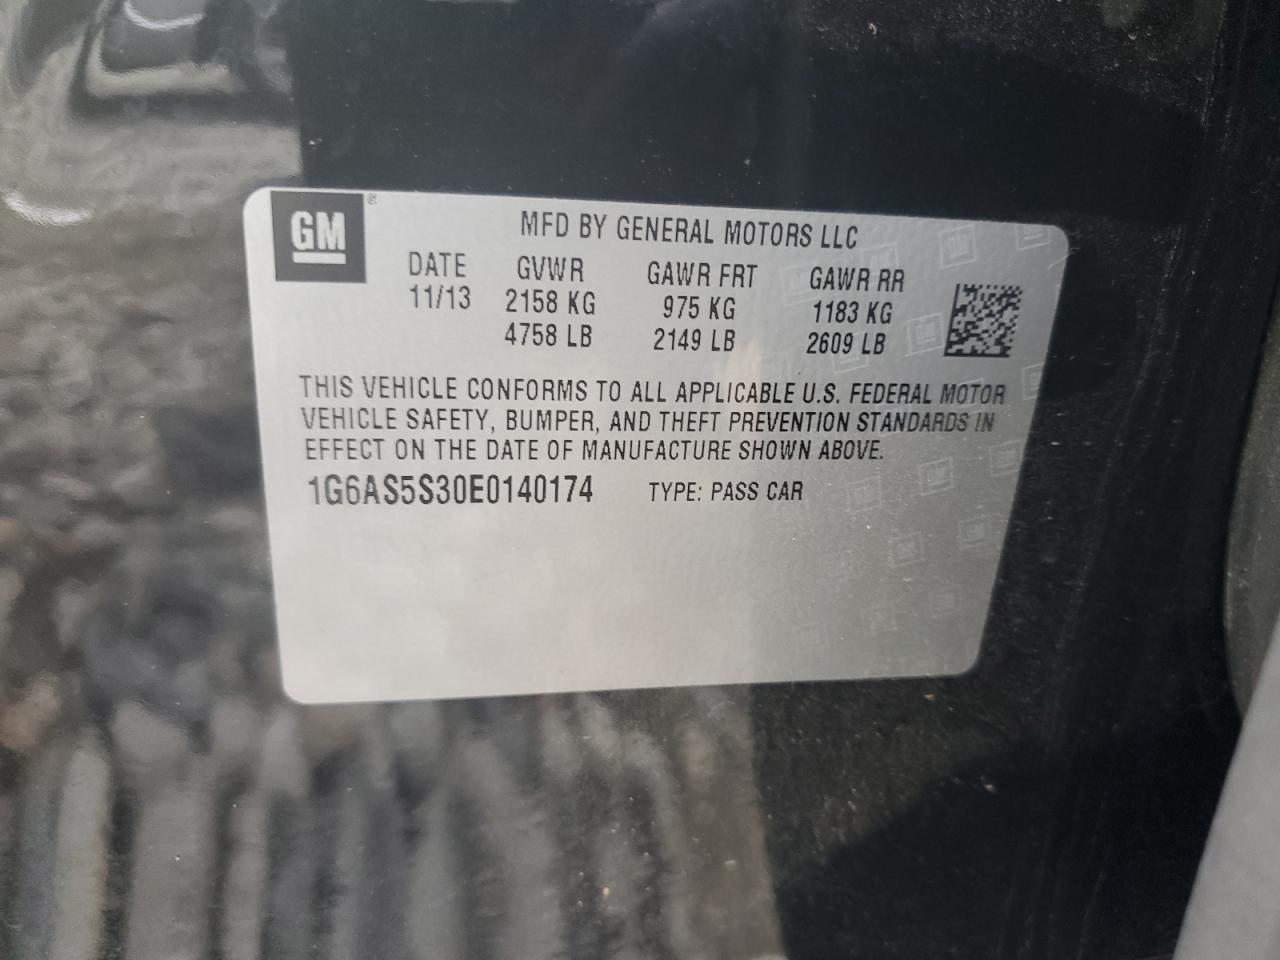 GM ®
MFD BY GENERAL MOTORS LLC
DATE GVWR GAWR FRT GAWR RR
11/13 2158 KG 975 KG 1183 KG
4758 LB 2149 LB 2609 LB
THIS VEHICLE CONFORMS TO ALL APPLICABLE U.S. FEDERAL MOTOR
VEHICLE SAFETY, BUMPER, AND THEFT PREVENTION STANDARDS IN
EFFECT ON THE DATE OF MANUFACTURE SHOWN ABOVE.
1G6AS5S30E0140174 TYPE: PASS CAR